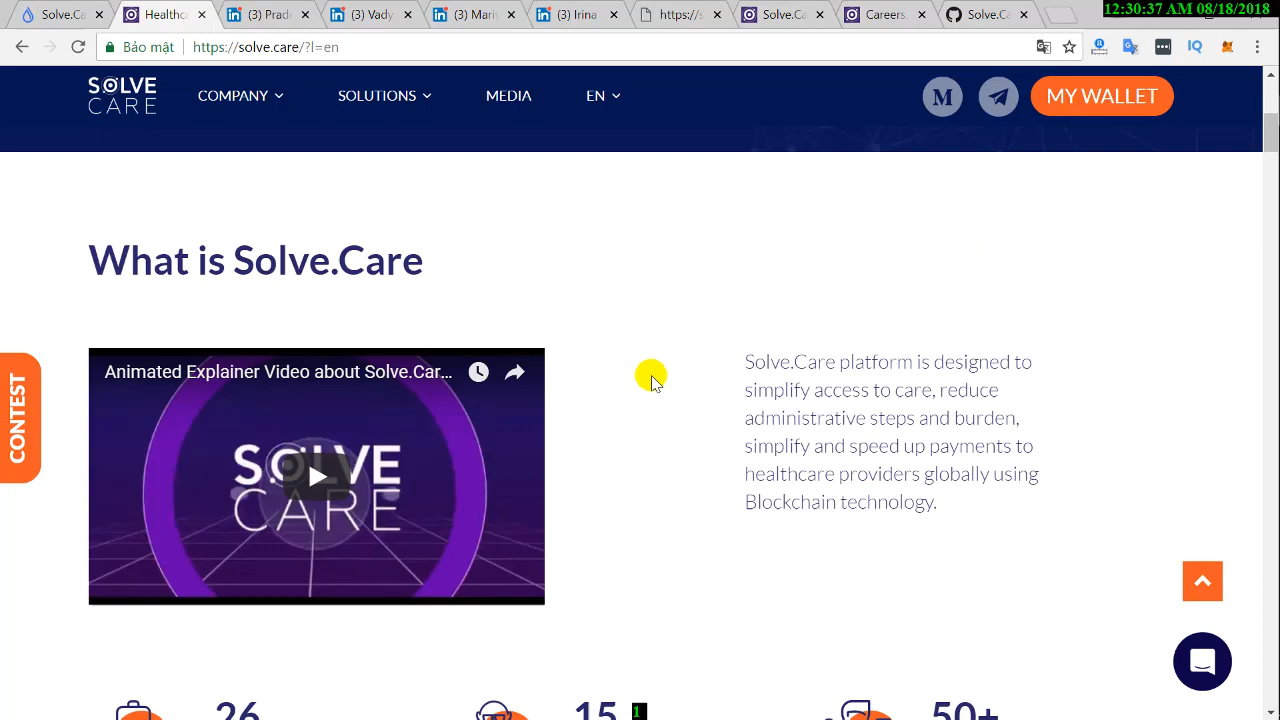 12:30:37 AM 08/18/2018
Solve.Ca
Healthc
(3) Prade
(3) Vady
(3) Mari
(3) Irina
https://s
Solve.Ca
Careers.
Solve.Ca
Bảo mật
https://solve.care/?l=en
IQ
SOLVE
CARE
COMPANY
SOLUTIONS
MEDIA
EN
M
MY WALLET
What is Solve.Care
CONTEST
Animated Explainer Video about Solve.Car...
SOLVE
CARE
Solve.Care platform is designed to
simplify access to care, reduce
administrative steps and burden,
simplify and speed up payments to
healthcare providers globally using
Blockchain technology.
26
15
50+
1